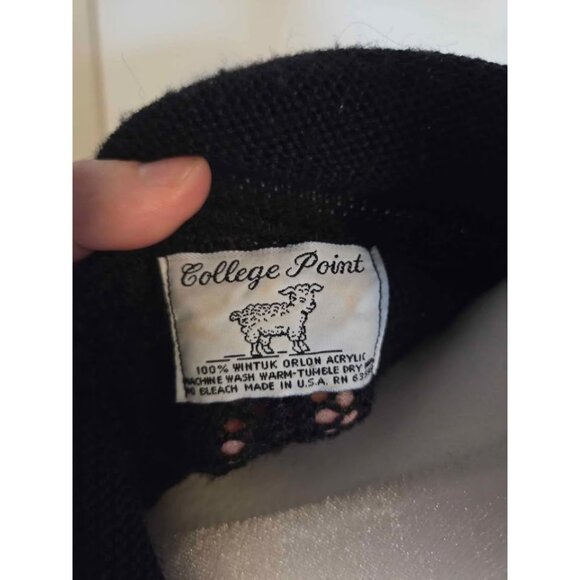 College Point
100% WINTUK ORLON ACRYLIC
MACHINE WASH WARM-TUMBLE DRY
NO BLEACH MADE IN U.S.A. RN